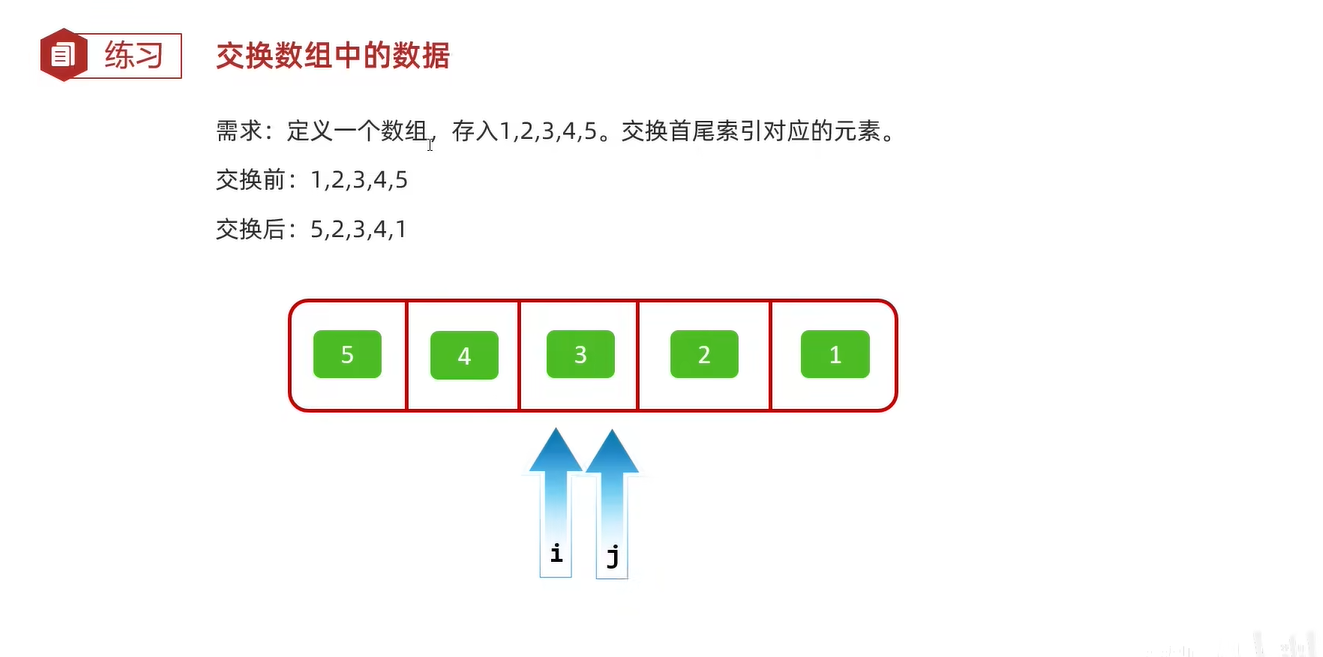 练习 交换数组中的数据
需求：定义一个数组，存入1,2,3,4,5。交换首尾索引对应的元素。
交换前：1,2,3,4,5
交换后：5,2,3,4,1
5 4 3 2 1
i j